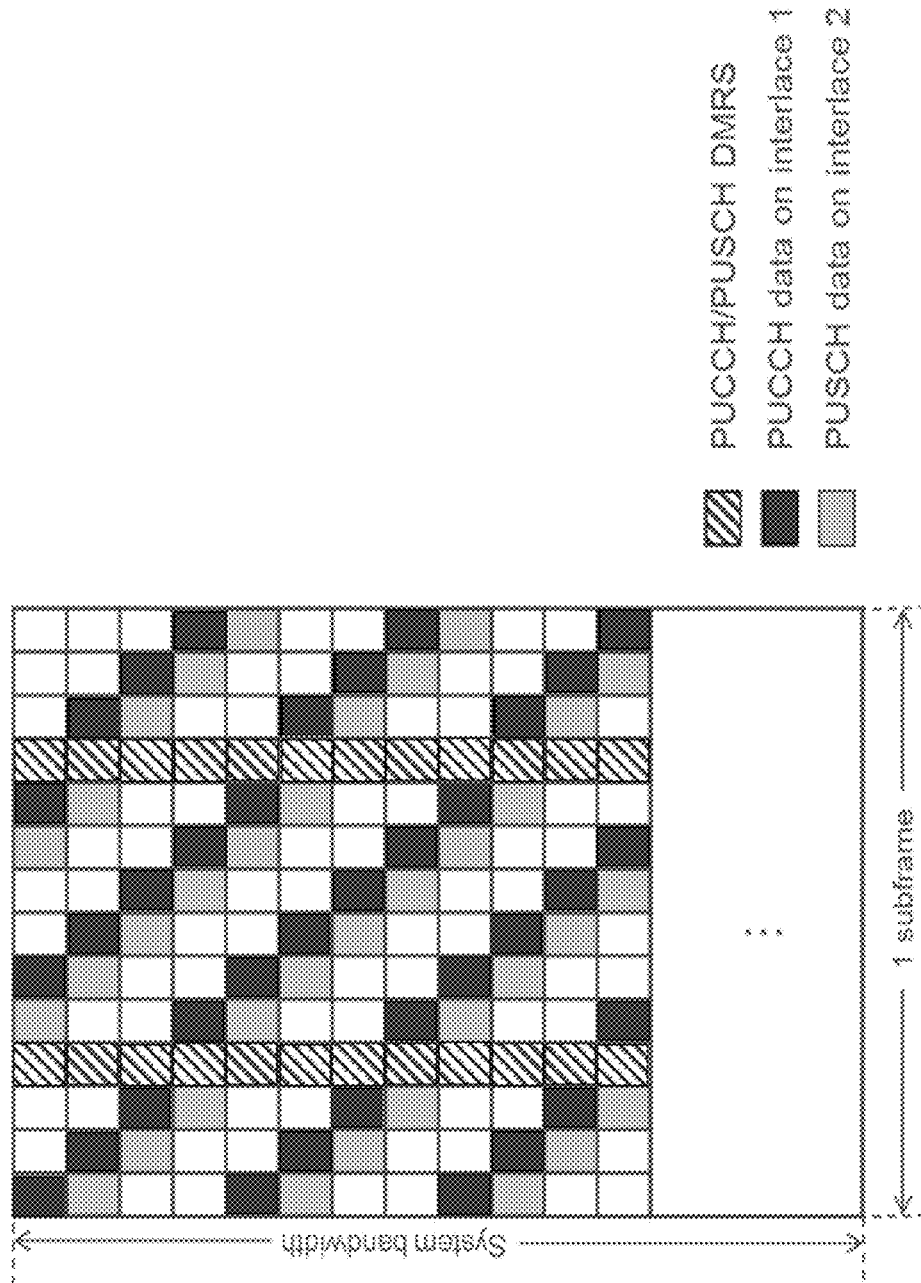 PUCCH/PUSCH DMRS
PUCCH data on interlace 1
PUSCH data on interlace 2
System bandwidth
...
1 subframe